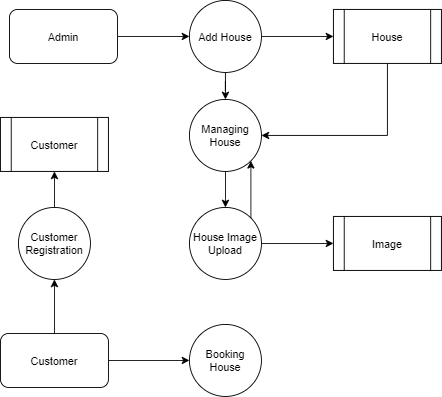 Admin
Add House
House
Managing
House
Customer
Customer
Registration
House Image
Upload
Image
Customer
Booking
House